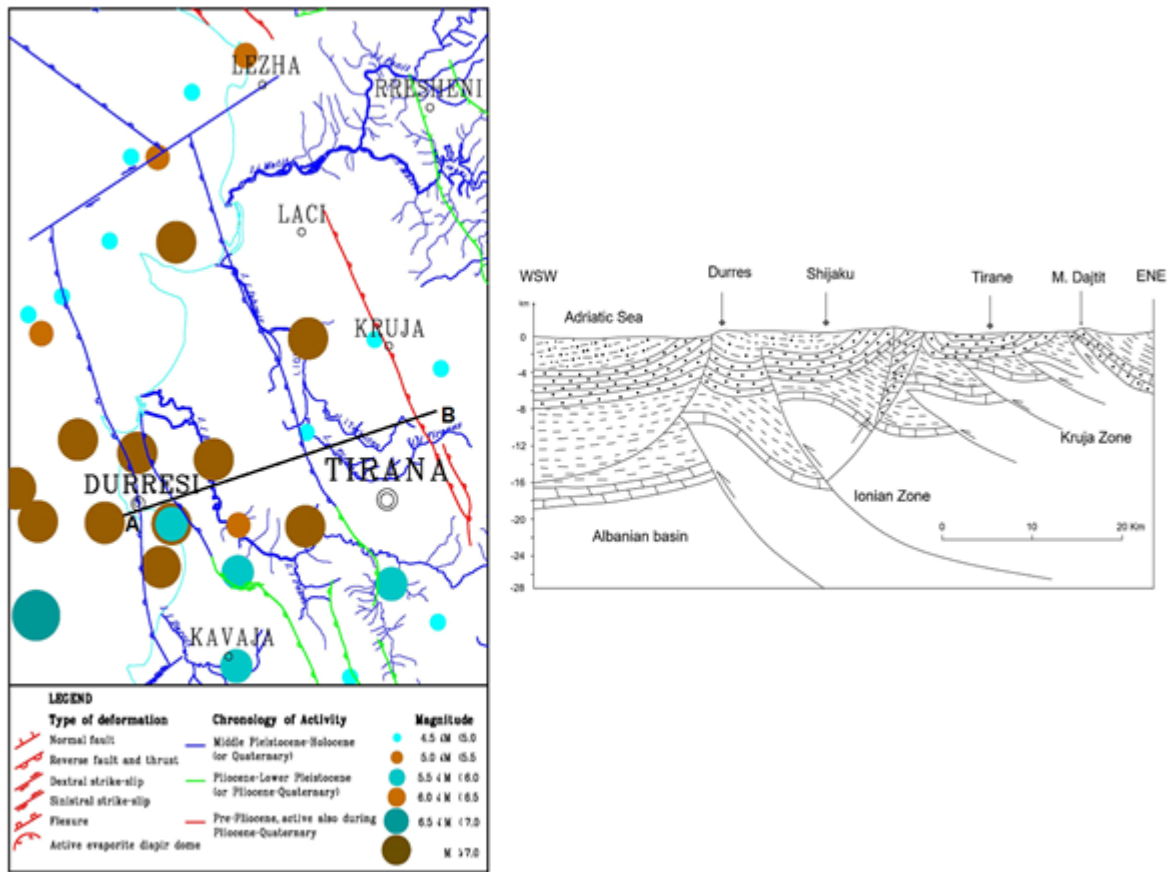 LEZHA
RRESHENI
LACI
KRUJA
B
TIRANA
DURRESI
A
KAVAJA
LEGEND
Type of deformation
Normal fault
Reverse fault and thrust
Dextral strike-slip
Sinistral strike-slip
Flexure
Active evaporite diapir dome
Chronology of Activity
Middle Pleistocene-Holocene
(or Quaternary)
Pliocene-Lower Pleistocene
(or Pliocene-Quaternary)
Pre-Pliocene, active also during
Pliocene-Quaternary
Magnitude
WSW
Durres
Shijaku
Tirane
M. Dajtit
ENE
km
Adriatic Sea
0
-4
-8
-12
-16
-20
-24
-28
Kruja Zone
Ionian Zone
Albanian basin
0 10 20 Km